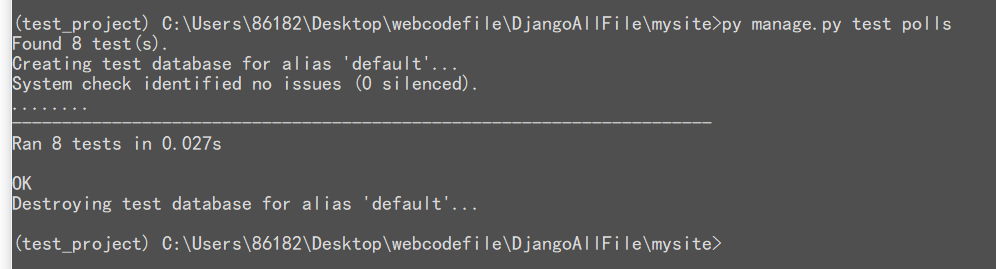 (test_project) C:\Users\86182\Desktop\webcodefile\DjangoAllFile\mysite>py manage.py test polls
Found 8 test(s).
Creating test database for alias 'default'...
System check identified no issues (0 silenced).
........
----------------------------------------------------------------------
Ran 8 tests in 0.027s
OK
Destroying test database for alias 'default'...
(test_project) C:\Users\86182\Desktop\webcodefile\DjangoAllFile\mysite>